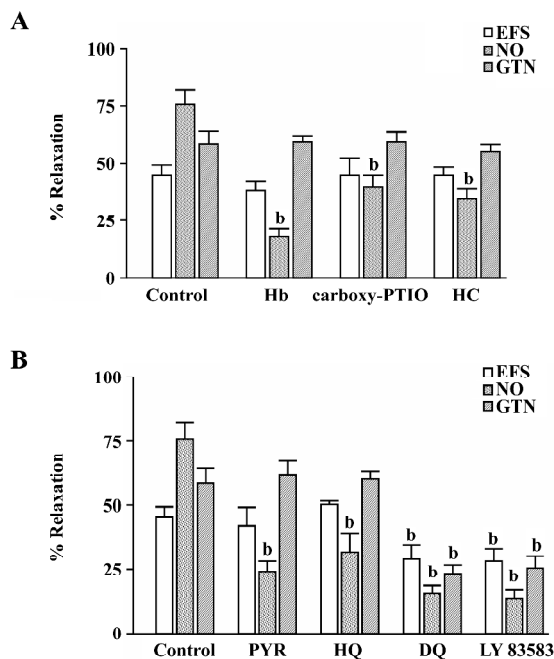 A
EFS
NO
GTN
100
75
50
25
0
% Relaxation
b
b
b
Control Hb carboxy-PTIO HC
B
EFS
NO
GTN
100
75
50
25
0
% Relaxation
b
b
b b b
b b b
Control PYR HQ DQ LY 83583